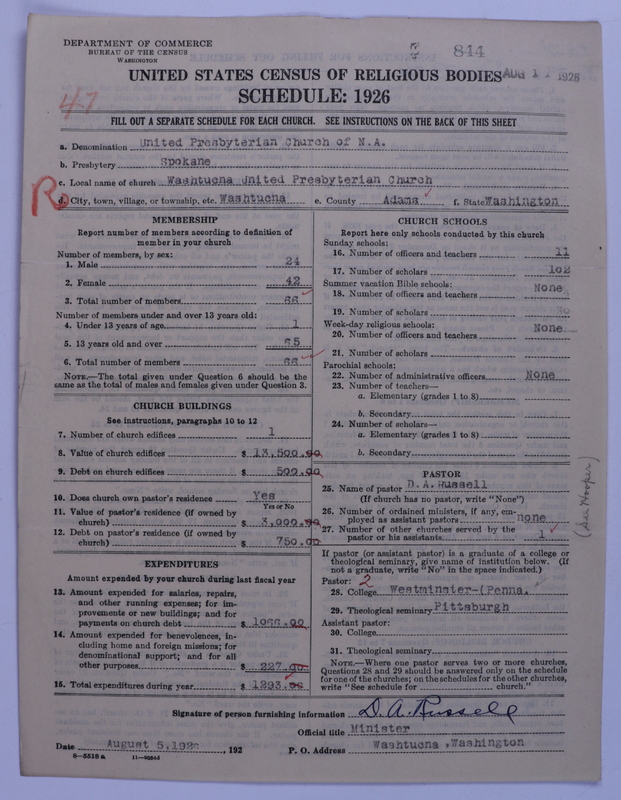 DEPARTMENT OF COMMERCE
BUREAU OF THE CENSUS
WASHINGTON
844
UNITED STATES CENSUS OF RELIGIOUS BODIES
AUG 11 1926
SCHEDULE: 1926
47
FILL OUT A SEPARATE SCHEDULE FOR EACH CHURCH. SEE INSTRUCTIONS ON THE BACK OF THIS SHEET
a. Denomination United Presbyterian Church of N.A.
b. Presbytery Spokane
c. Local name of church Washtucna United Presbyterian Church
R
d. City, town, village, or township, etc. Washtucna e. County Adams f. State Washington
MEMBERSHIP
Report number of members according to definition of
member in your church
Number of members, by sex:
1. Male 24
2. Female 42
3. Total number of members 66
Number of members under and over 13 years old:
4. Under 13 years of age 1
5. 13 years old and over 65
6. Total number of members 66
NOTE.—The total given under Question 6 should be the
same as the total of males and females given under Question 3.
CHURCH BUILDINGS
See instructions, paragraphs 10 to 12
7. Number of church edifices 1
8. Value of church edifices $ 13,500.00
9. Debt on church edifices $ 500.00
10. Does church own pastor's residence Yes
Yes or No
11. Value of pastor's residence (if owned by
church) $ 3,000.00
12. Debt on pastor's residence (if owned by
church) $ 750.00
EXPENDITURES
Amount expended by your church during last fiscal year
13. Amount expended for salaries, repairs,
and other running expenses; for im-
provements or new buildings; and for
payments on church debt $ 1066.00
14. Amount expended for benevolences, in-
cluding home and foreign missions; for
denominational support; and for all
other purposes $ 227.00
15. Total expenditures during year $ 1293.00
CHURCH SCHOOLS
Report here only schools conducted by this church
Sunday schools:
16. Number of officers and teachers 11
17. Number of scholars 102
Summer vacation Bible schools:
18. Number of officers and teachers None
19. Number of scholars
Week-day religious schools:
20. Number of officers and teachers None
21. Number of scholars
Parochial schools:
22. Number of administrative officers None
23. Number of teachers—
a. Elementary (grades 1 to 8)
b. Secondary
24. Number of scholars—
a. Elementary (grades 1 to 8)
b. Secondary
PASTOR
25. Name of pastor D.A. Russell
(If church has no pastor, write "None")
26. Number of ordained ministers, if any, em-
ployed as assistant pastors none
27. Number of other churches served by the
pastor or his assistants 1
If pastor (or assistant pastor) is a graduate of a college or
theological seminary, give name of institution below. (If
not a graduate, write "No" in the space indicated.)
Pastor: 2
28. College Westminster-(Penna.
29. Theological seminary Pittsburgh
Assistant pastor:
30. College
31. Theological seminary
NOTE.—Where one pastor serves two or more churches,
Questions 28 and 29 should be answered only on the schedule
for one of the churches; on the schedules for the other churches,
write "See schedule for church."
Signature of person furnishing information D. A. Russell
Official title Minister
Date August 5, 192 , 192 P. O. Address Washtucna, Washington
8—5518 a